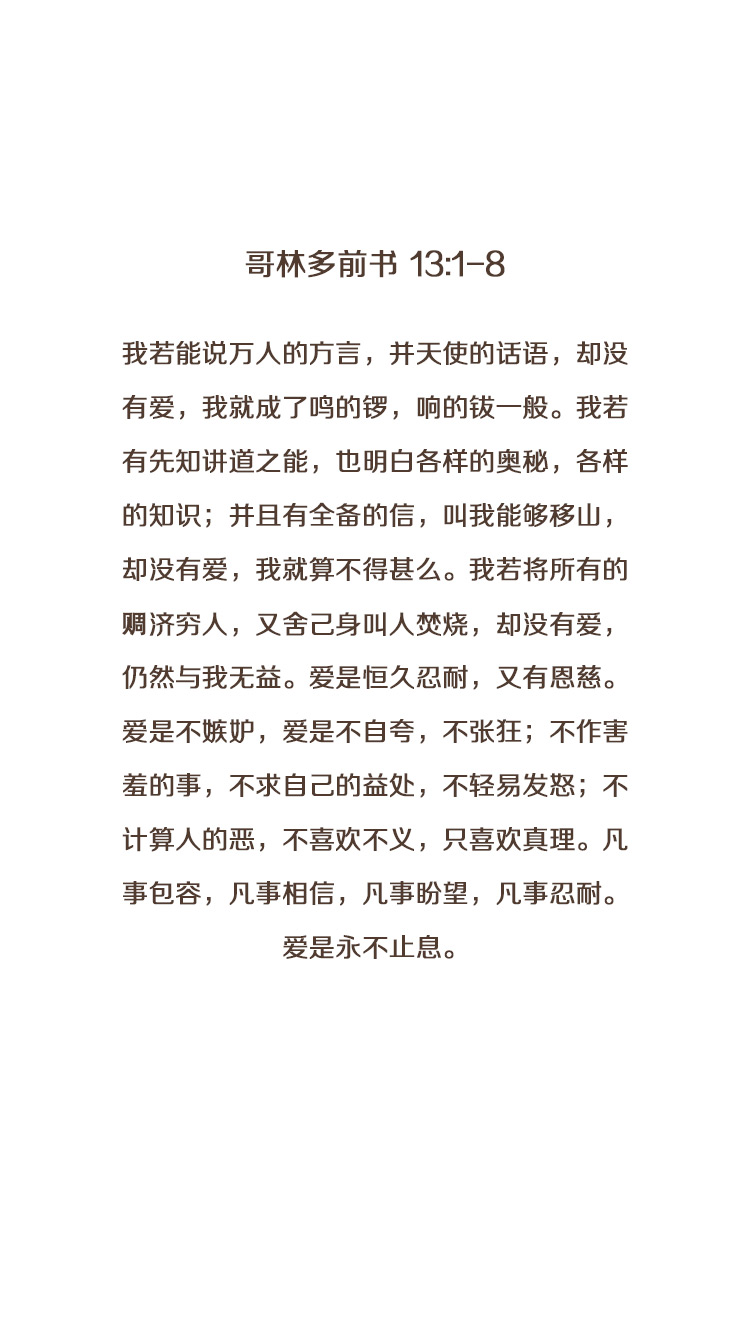 哥林多前书 13:1-8
我若能说万人的方言，并天使的话语，却没
有爱，我就成了鸣的锣，响的钹一般。我若
有先知讲道之能，也明白各样的奥秘，各样
的知识；并且有全备的信，叫我能够移山，
却没有爱，我就算不得甚么。我若将所有的
赒济穷人，又舍己身叫人焚烧，却没有爱，
仍然与我无益。爱是恒久忍耐，又有恩慈。
爱是不嫉妒，爱是不自夸，不张狂；不作害
羞的事，不求自己的益处，不轻易发怒；不
计算人的恶，不喜欢不义，只喜欢真理。凡
事包容，凡事相信，凡事盼望，凡事忍耐。
爱是永不止息。